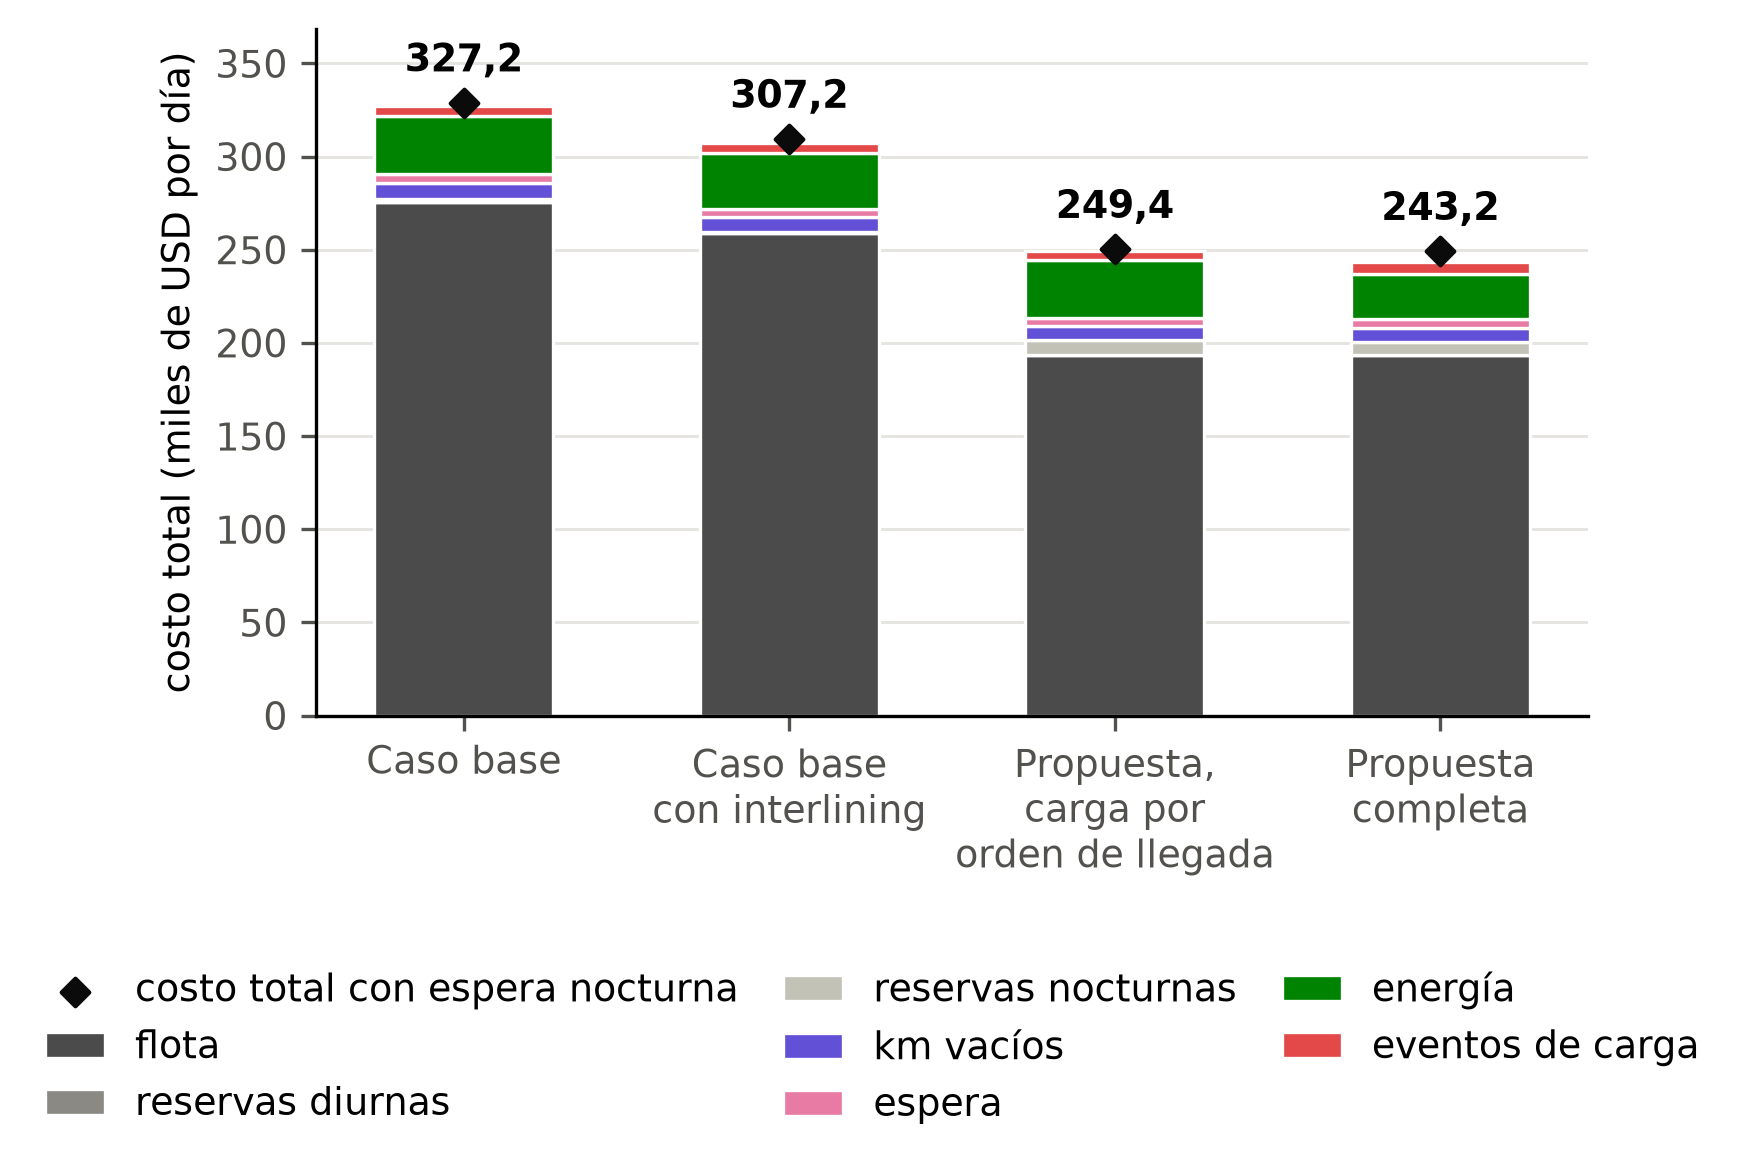 costo total (miles de USD por día)
350
300
250
200
150
100
50
0
327,2
307,2
249,4
243,2
Caso base
Caso base
con interlining
Propuesta,
carga por
orden de llegada
Propuesta
completa
costo total con espera nocturna
flota
reservas diurnas
reservas nocturnas
km vacíos
espera
energía
eventos de carga